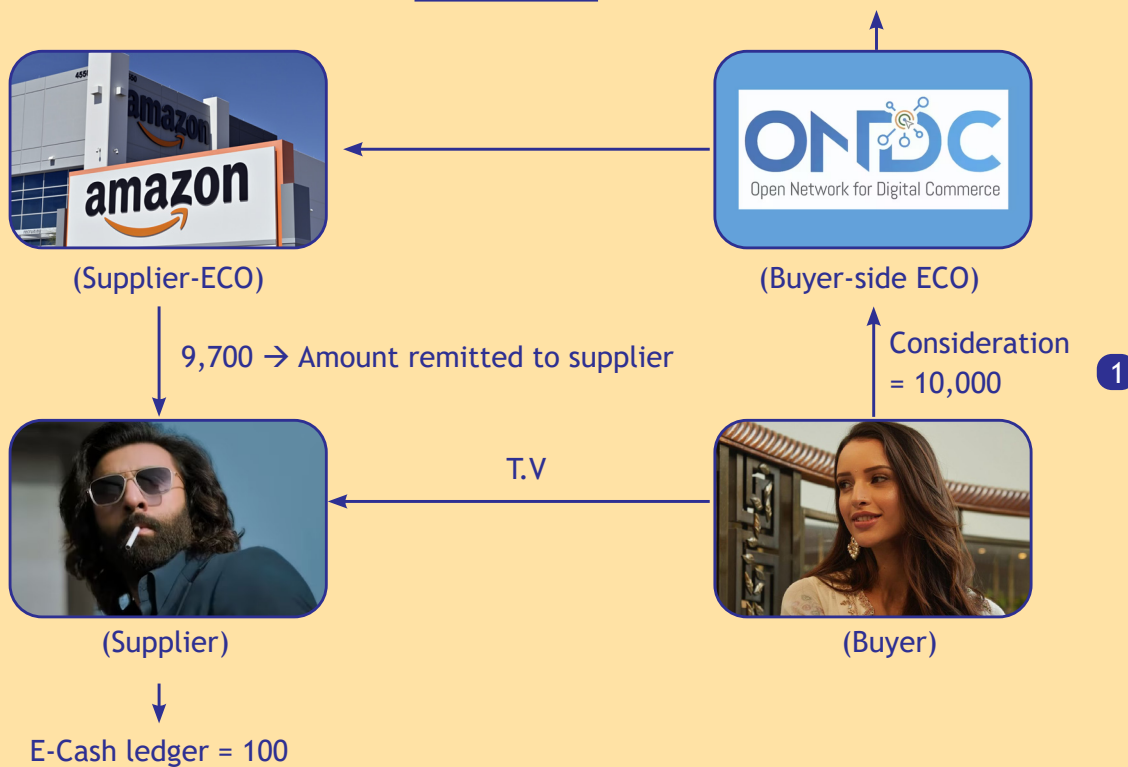 455
amazon
amazon
ONDC
Open Network for Digital Commerce
(Supplier-ECO)
(Buyer-side ECO)
9,700 → Amount remitted to supplier
Consideration
= 10,000
1
T.V
(Supplier)
(Buyer)
E-Cash ledger = 100